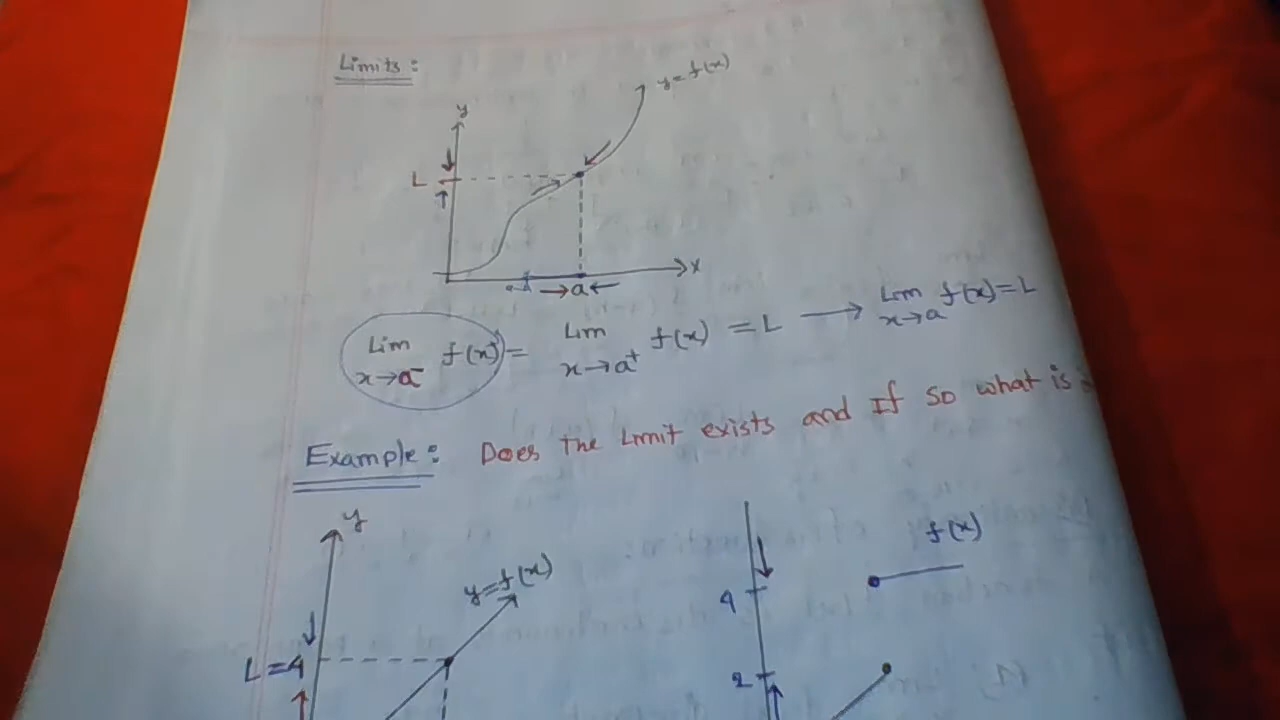 Limits:
y = f(x)
y
L
x
a
Lim x→a⁻ f(x) = Lim x→a⁺ f(x) = L → Lim x→a f(x) = L
Example: Does the Limit exists and If so what is
y
y=f(x)
f(x)
4
L = 4
2